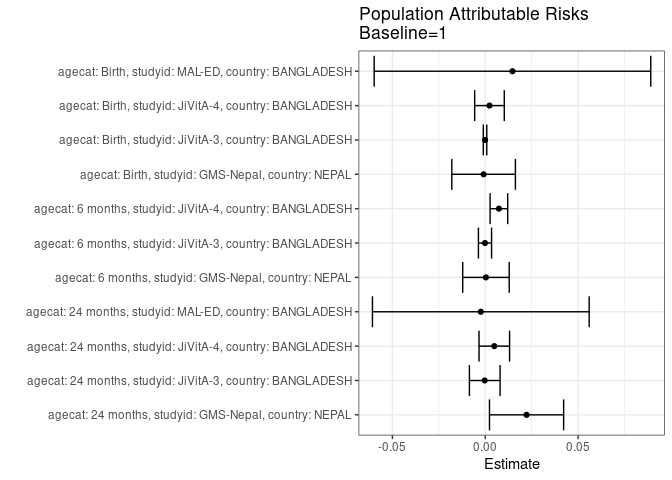 Population Attributable Risks
Baseline=1
agecat: Birth, studyid: MAL-ED, country: BANGLADESH
agecat: Birth, studyid: JiVitA-4, country: BANGLADESH
agecat: Birth, studyid: JiVitA-3, country: BANGLADESH
agecat: Birth, studyid: GMS-Nepal, country: NEPAL
agecat: 6 months, studyid: JiVitA-4, country: BANGLADESH
agecat: 6 months, studyid: JiVitA-3, country: BANGLADESH
agecat: 6 months, studyid: GMS-Nepal, country: NEPAL
agecat: 24 months, studyid: MAL-ED, country: BANGLADESH
agecat: 24 months, studyid: JiVitA-4, country: BANGLADESH
agecat: 24 months, studyid: JiVitA-3, country: BANGLADESH
agecat: 24 months, studyid: GMS-Nepal, country: NEPAL
-0.05 0.00 0.05
Estimate